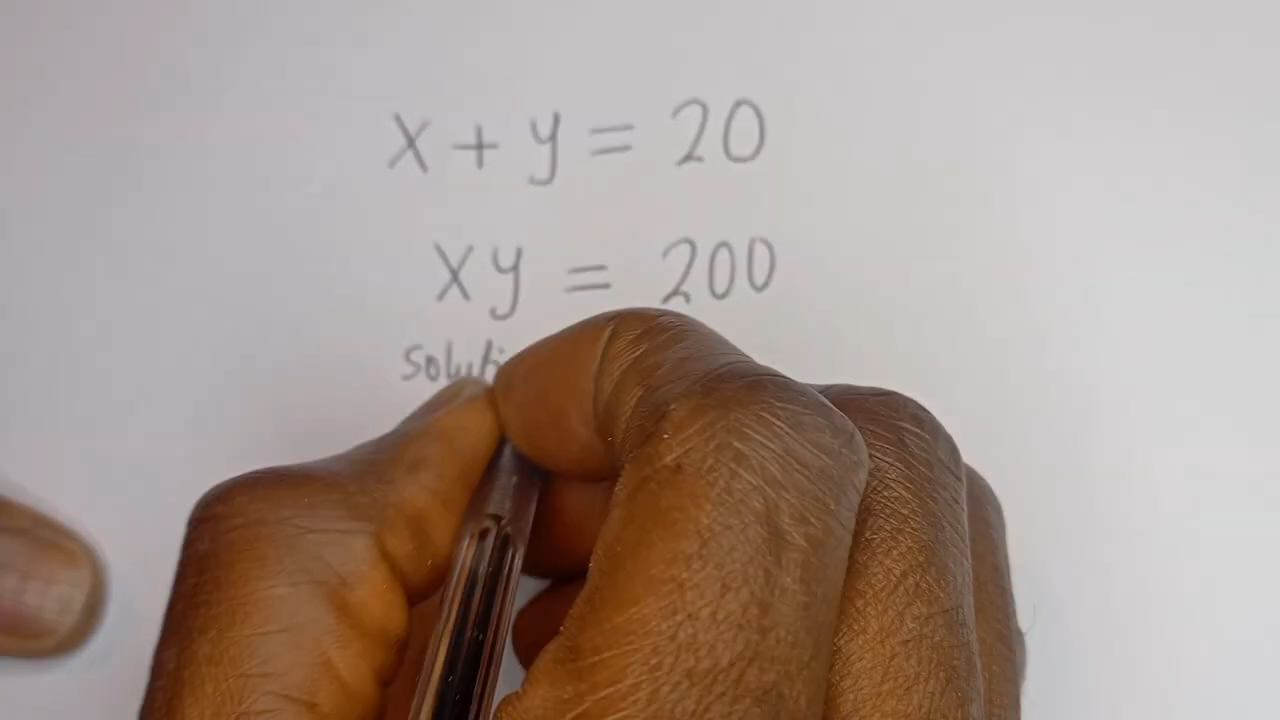 x + y = 20
xy = 200